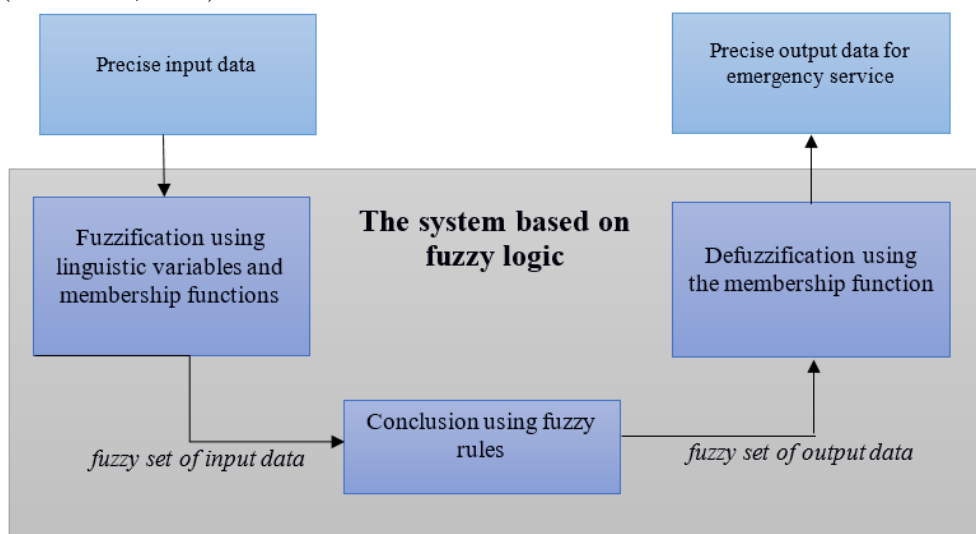 Precise input data
Precise output data for
emergency service
The system based on
fuzzy logic
Fuzzification using
linguistic variables and
membership functions
Defuzzification using
the membership function
Conclusion using fuzzy
rules
fuzzy set of input data
fuzzy set of output data